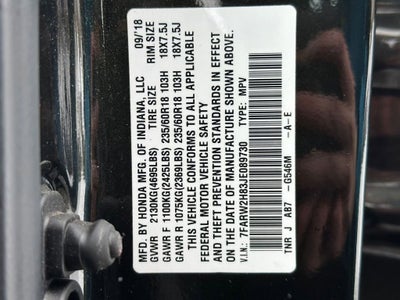 MFD. BY HONDA MFG. OF INDIANA, LLC 09/'18
GVWR 2130KG(4695LBS) TIRE SIZE RIM SIZE
GAWR F 1100KG(2425LBS) 235/60R18 103H 18X7.5J
GAWR R 1075KG(2369LBS) 235/60R18 103H 18X7.5J
THIS VEHICLE CONFORMS TO ALL APPLICABLE
FEDERAL MOTOR VEHICLE SAFETY
AND THEFT PREVENTION STANDARDS IN EFFECT
ON THE DATE OF MANUFACTURE SHOWN ABOVE.
V.I.N.: 7FARW2H83JE089730 TYPE: MPV
TNR J A87 -G546M -A-E